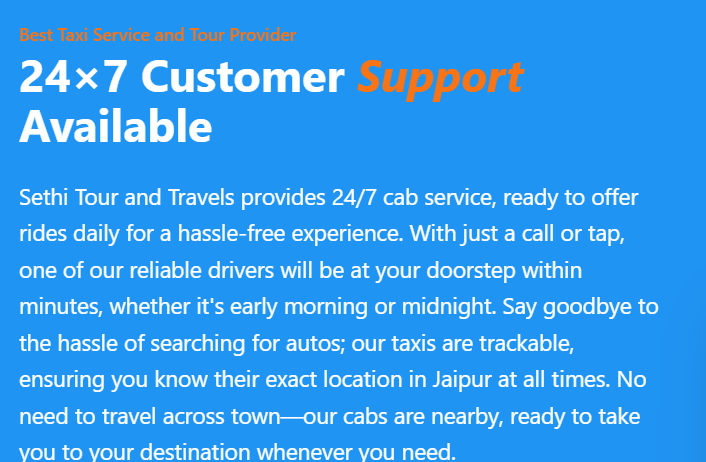 Best Taxi Service and Tour Provider
24×7 Customer Support
Available
Sethi Tour and Travels provides 24/7 cab service, ready to offer
rides daily for a hassle-free experience. With just a call or tap,
one of our reliable drivers will be at your doorstep within
minutes, whether it's early morning or midnight. Say goodbye to
the hassle of searching for autos; our taxis are trackable,
ensuring you know their exact location in Jaipur at all times. No
need to travel across town—our cabs are nearby, ready to take
you to your destination whenever you need.